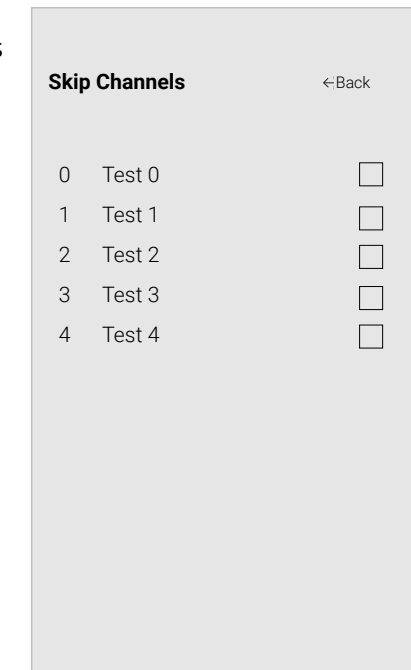 s
Skip Channels ←Back
0 Test 0
1 Test 1
2 Test 2
3 Test 3
4 Test 4